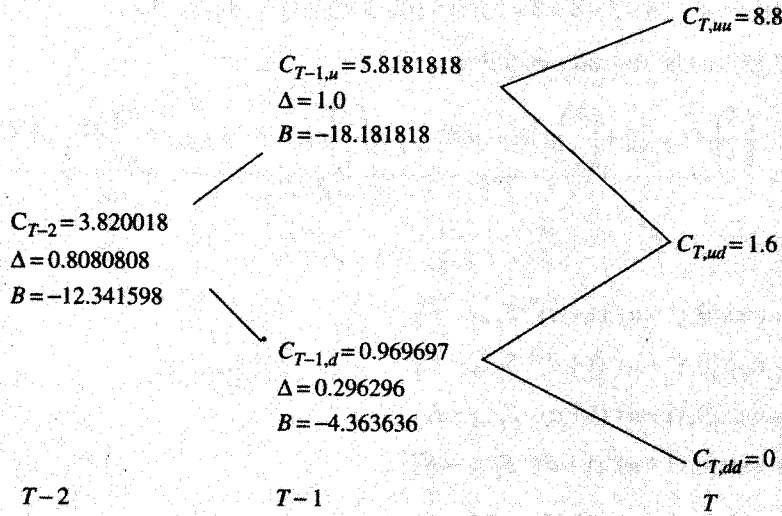 C_{T,uu}=8.8
C_{T-1,u}=5.8181818
Δ=1.0
B=-18.181818
C_{T-2}=3.820018
Δ=0.8080808
B=-12.341598
C_{T,ud}=1.6
C_{T-1,d}=0.969697
Δ=0.296296
B=-4.363636
C_{T,dd}=0
T-2
T-1
T